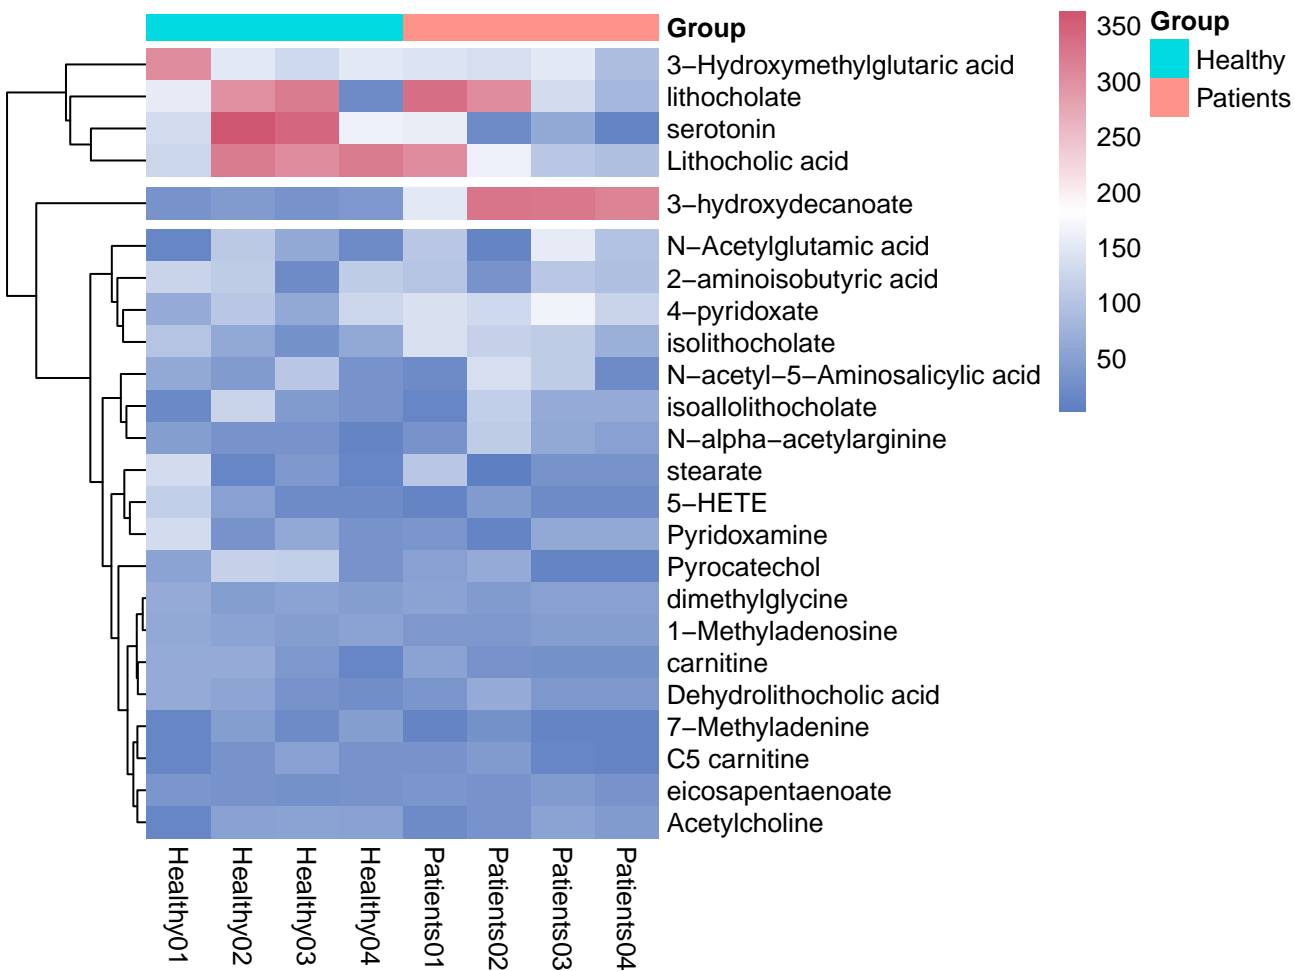 Group
3−Hydroxymethylglutaric acid
lithocholate
serotonin
Lithocholic acid
3−hydroxydecanoate
N−Acetylglutamic acid
2−aminoisobutyric acid
4−pyridoxate
isolithocholate
N−acetyl−5−Aminosalicylic acid
isoallolithocholate
N−alpha−acetylarginine
stearate
5−HETE
Pyridoxamine
Pyrocatechol
dimethylglycine
1−Methyladenosine
carnitine
Dehydrolithocholic acid
7−Methyladenine
C5 carnitine
eicosapentaenoate
Acetylcholine
Healthy01
Healthy02
Healthy03
Healthy04
Patients01
Patients02
Patients03
Patients04
350
300
250
200
150
100
50
Group
Healthy
Patients